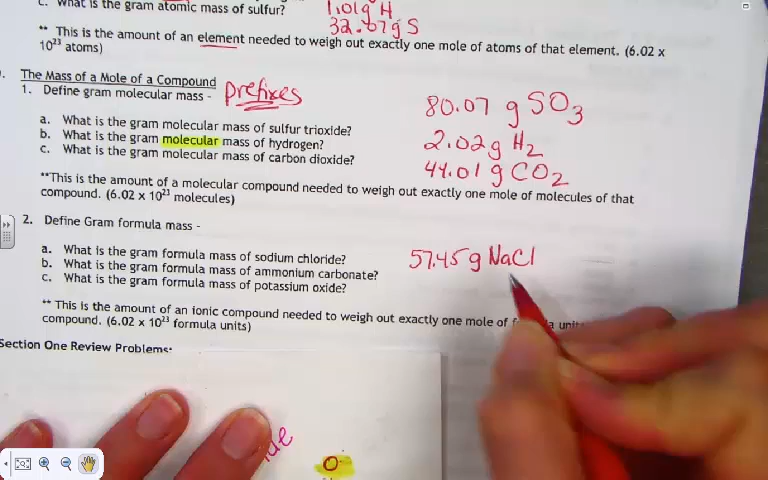 c. What is the gram atomic mass of sulfur?
1.01g H
32.07g S
** This is the amount of an element needed to weigh out exactly one mole of atoms of that element. (6.02 x
10²³ atoms)
The Mass of a Mole of a Compound
1. Define gram molecular mass - prefixes
a. What is the gram molecular mass of sulfur trioxide? 80.07 g SO₃
b. What is the gram molecular mass of hydrogen? 2.02g H₂
c. What is the gram molecular mass of carbon dioxide? 44.01 g CO₂
**This is the amount of a molecular compound needed to weigh out exactly one mole of molecules of that
compound. (6.02 x 10²³ molecules)
2. Define Gram formula mass -
a. What is the gram formula mass of sodium chloride? 57.45 g NaCl
b. What is the gram formula mass of ammonium carbonate?
c. What is the gram formula mass of potassium oxide?
** This is the amount of an ionic compound needed to weigh out exactly one mole of
compound. (6.02 x 10²³ formula units)
Section One Review Problems: